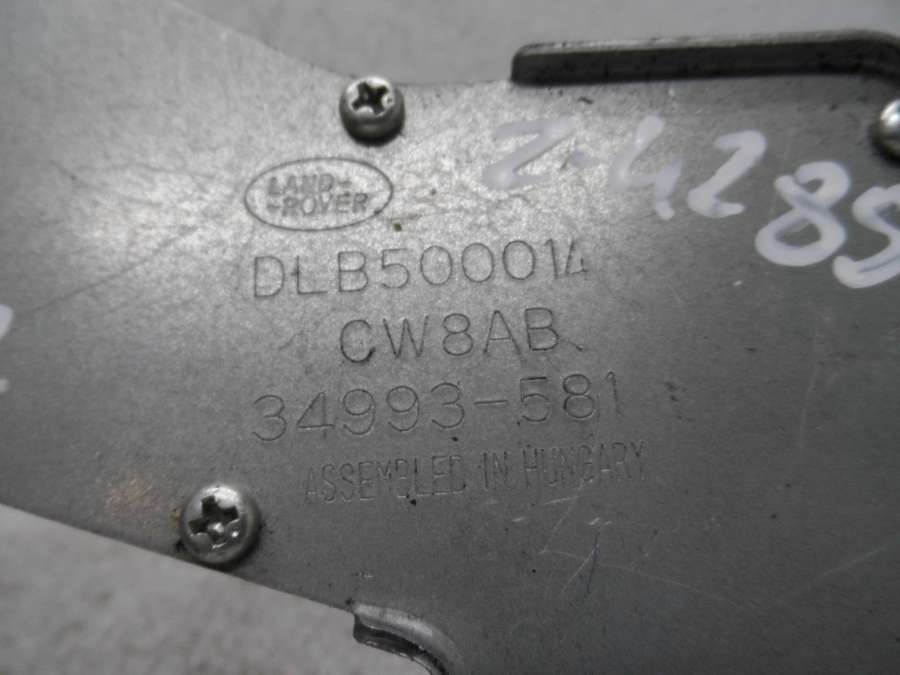 LAND-
-ROVER
Z-4285
DLB500014
CW8AB
34993-581
ASSEMBLED IN HUNGARY